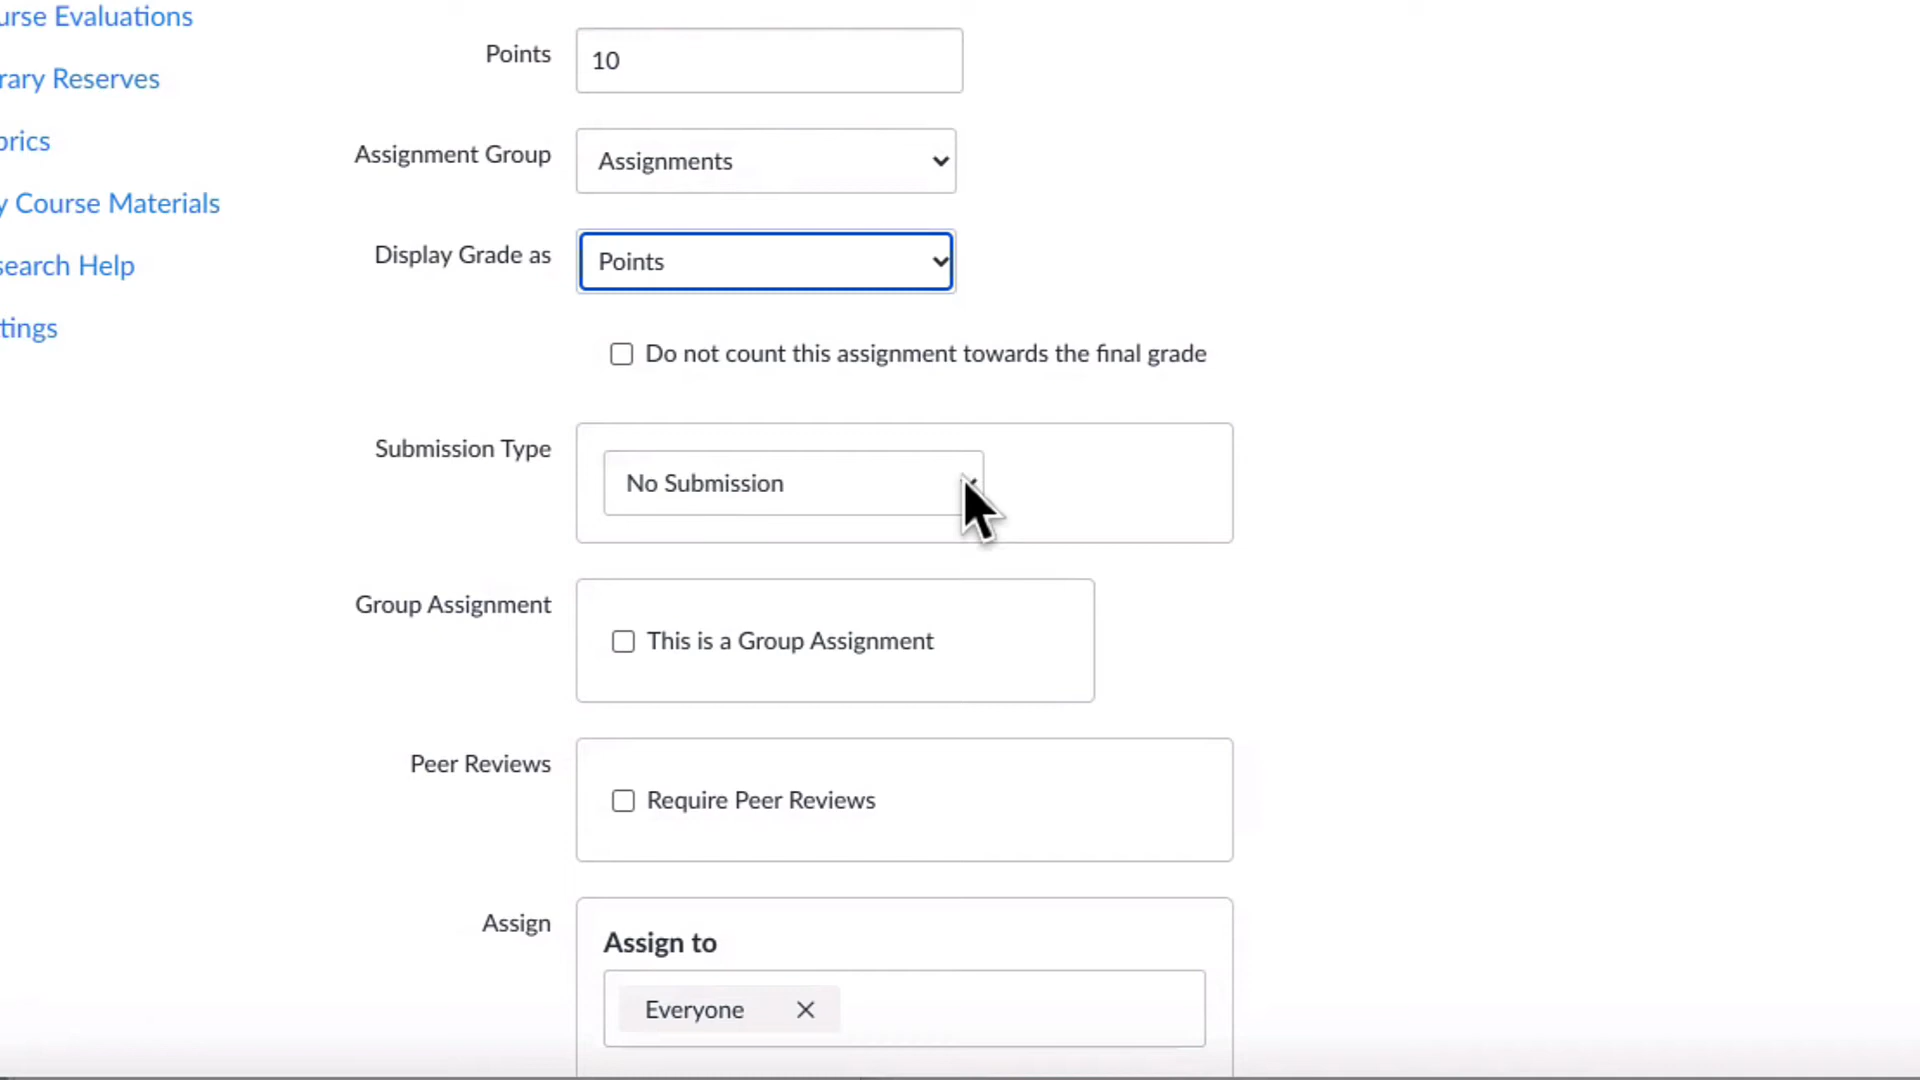 urse Evaluations
rary Reserves
brics
y Course Materials
search Help
tings
Points
10
Assignment Group
Assignments
Display Grade as
Points
Do not count this assignment towards the final grade
Submission Type
No Submission
Group Assignment
This is a Group Assignment
Peer Reviews
Require Peer Reviews
Assign
Assign to
Everyone